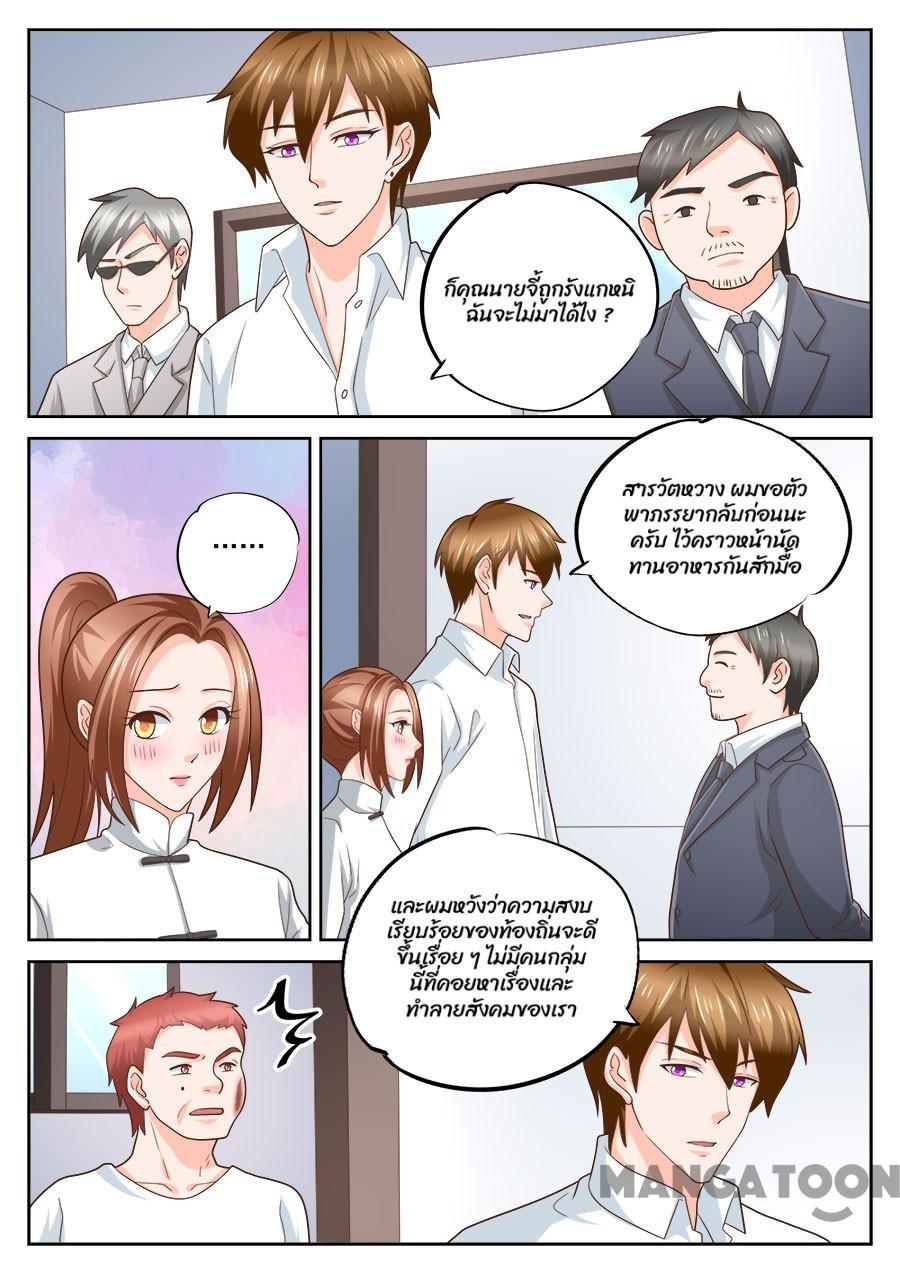 ก็คุณนายจี้ถูกรังแกหนิ
ฉันจะไม่มาได้ไง ?
......
สารวัตหวาง ผมขอตัว
พาภรรยากลับก่อนนะ
ครับ ไว้คราวหน้านัด
ทานอาหารกันสักมื้อ
และผมหวังว่าความสงบ
เรียบร้อยของท้องถิ่นจะดี
ขึ้นเรื่อย ๆ ไม่มีคนกลุ่ม
นี้ที่คอยหาเรื่องและ
ทำลายสังคมของเรา
MANGATOON